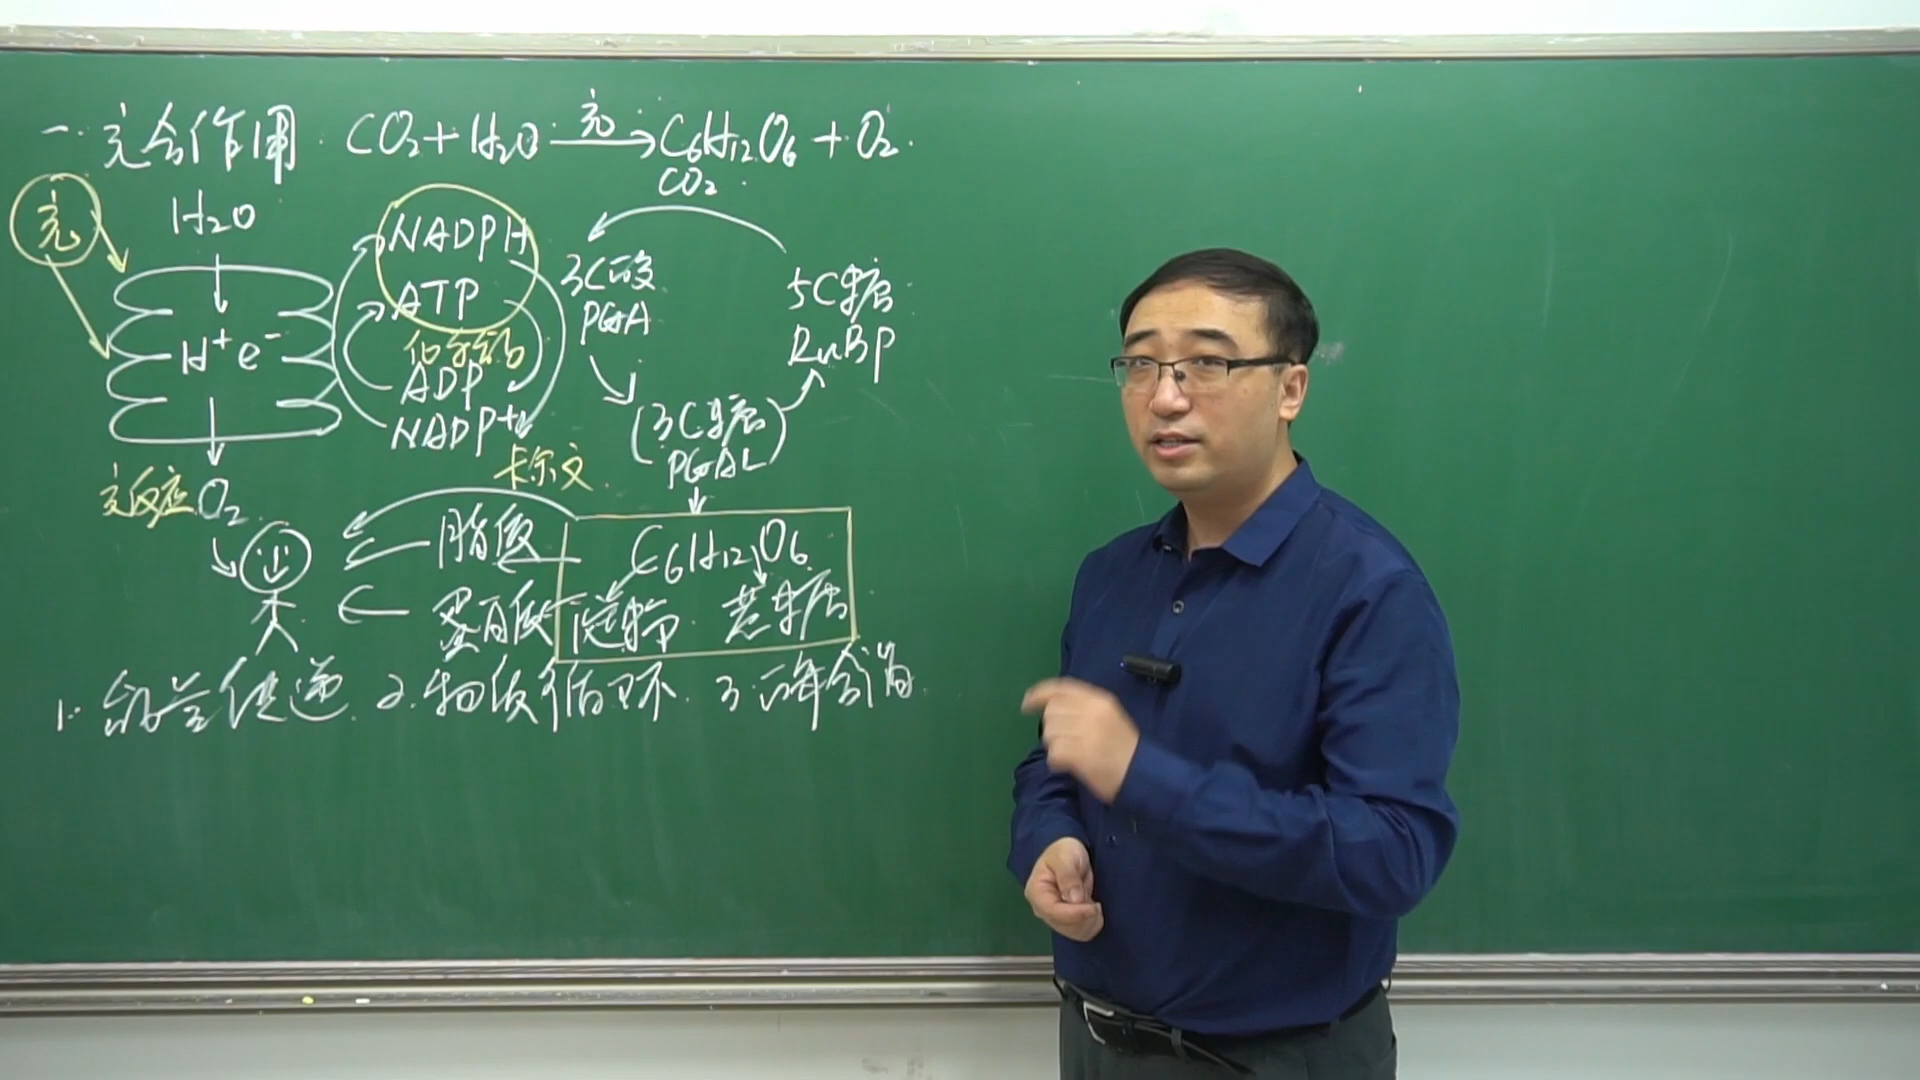 一. 光合作用. CO₂+H₂O —光→ C₆H₁₂O₆ + O₂.
CO₂
光
H₂O
NADPH
ATP
ADP
NADP+
H⁺ e⁻
光反应
O₂
3C酸
PGA
5C糖
RuBP
(3C糖
PGAL)
卡尔文
脂质
C₆H₁₂O₆
蛋白质
淀粉. 蔗糖
1. 能量传递. 2. 物质循环. 3.